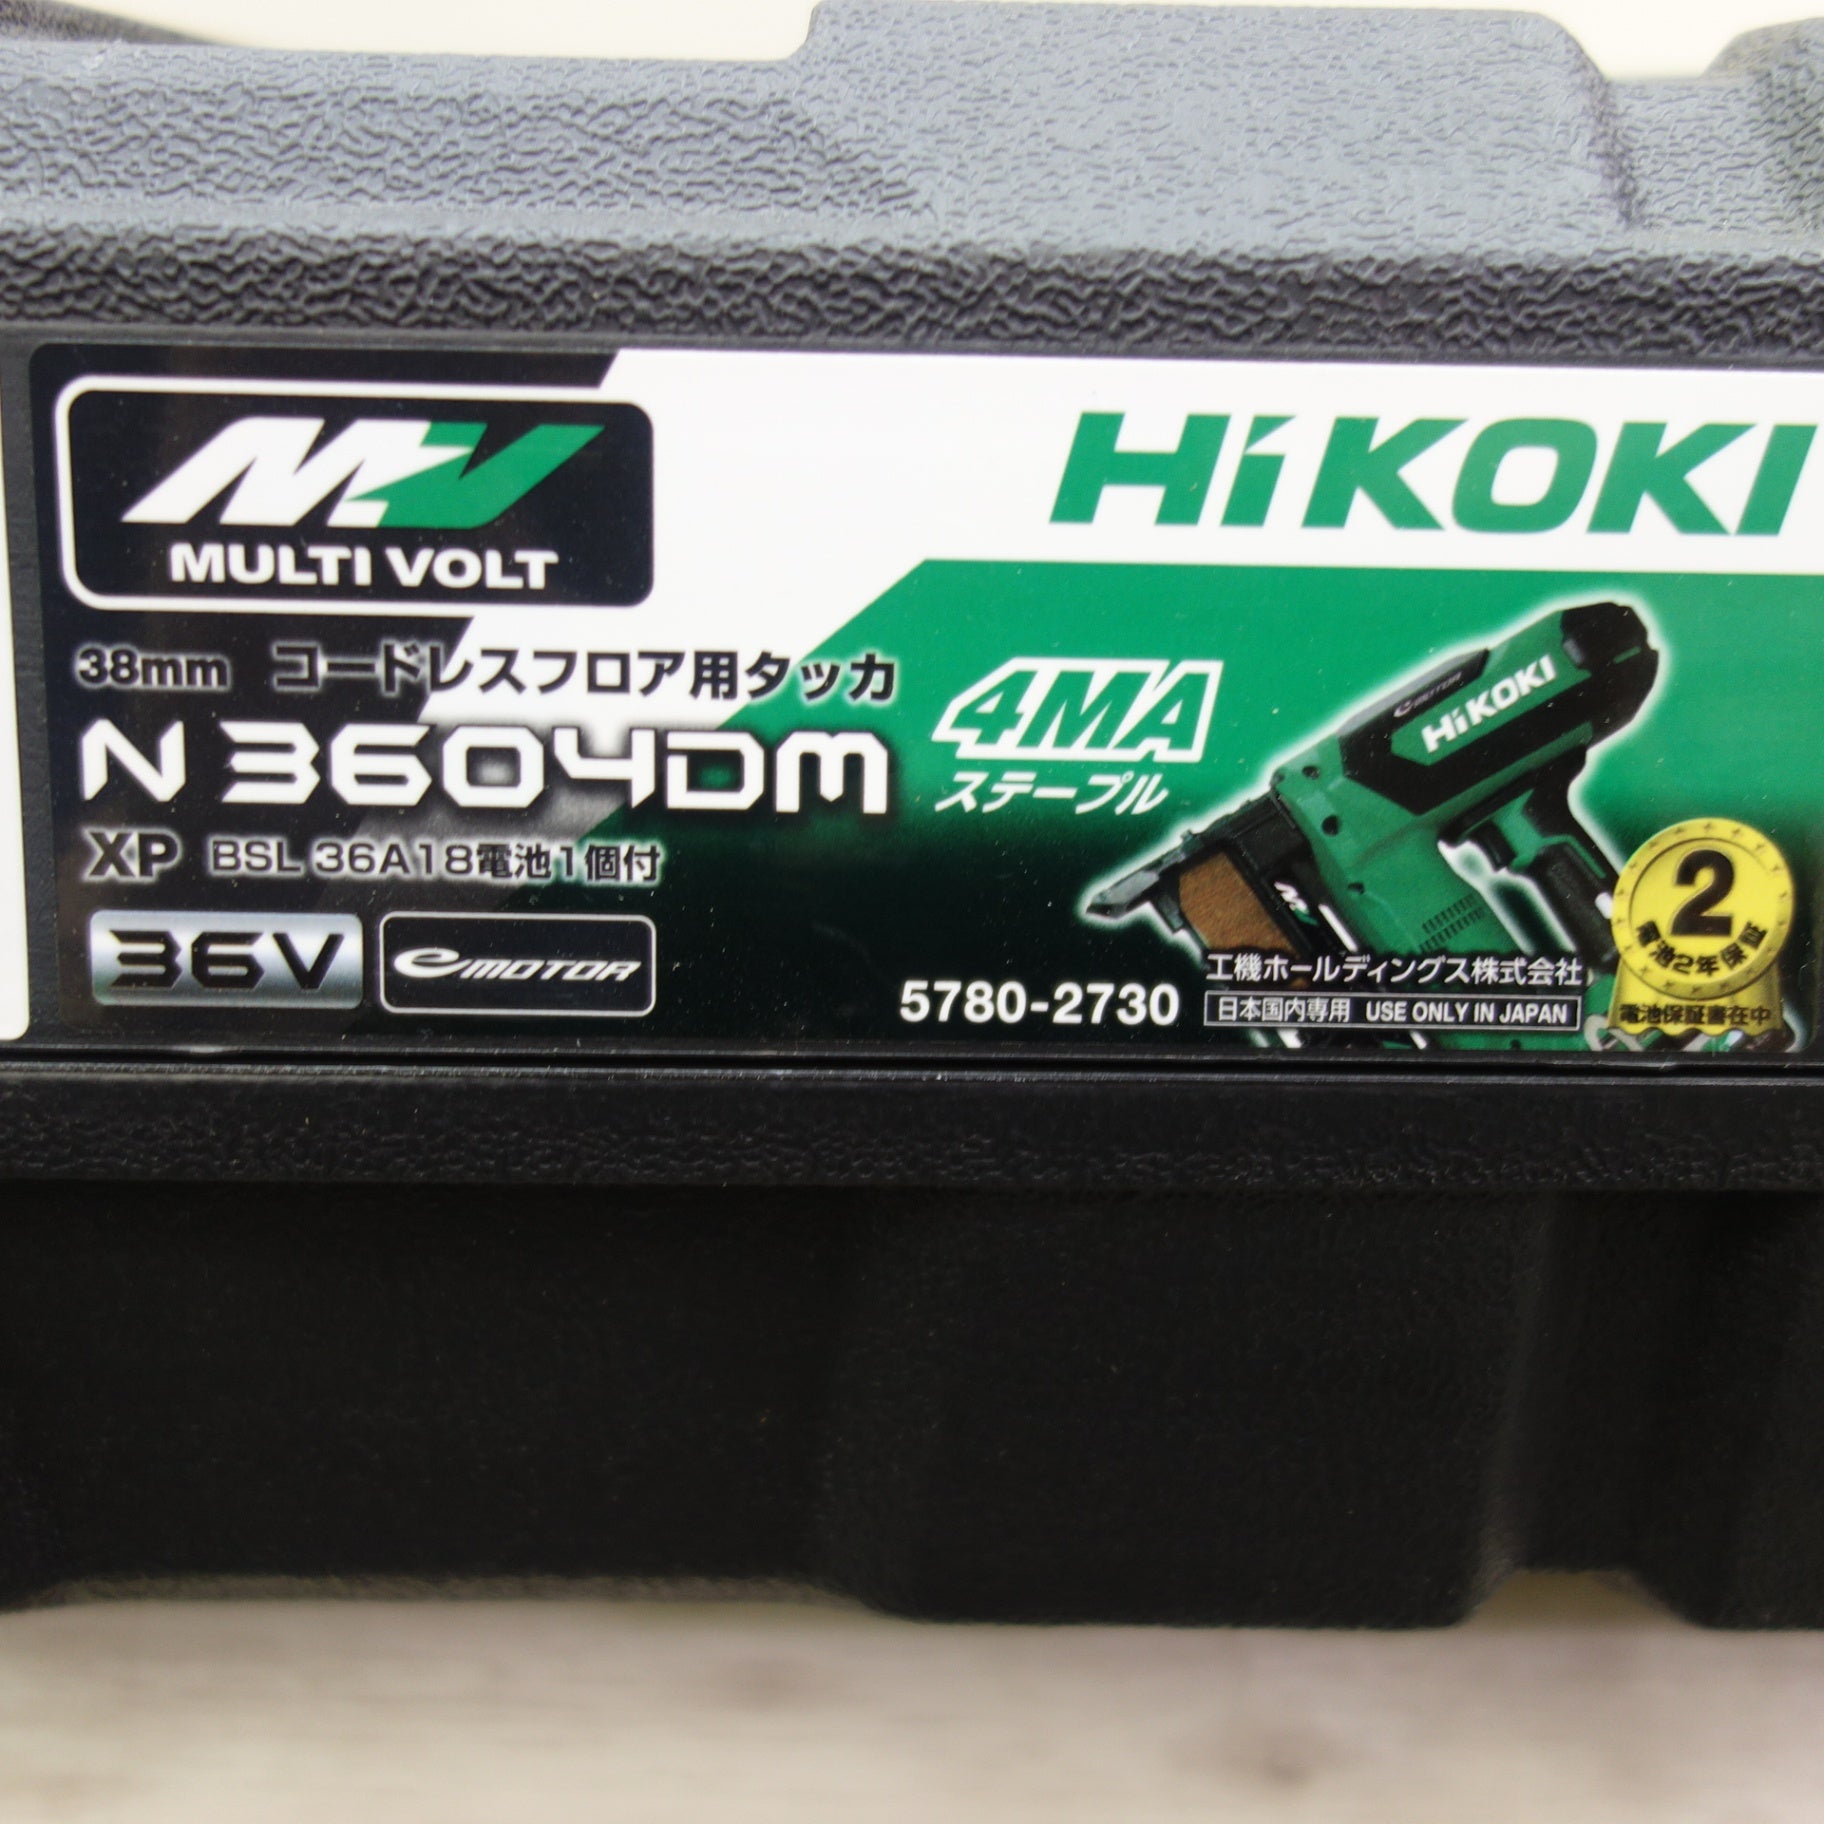 MV
MULTI VOLT
HiKOKI
38mm コードレスフロア用タッカ
N 3604DM
XP BSL 36A18電池1個付
36V
e MOTOR
4MA
ステープル
e MOTOR
HiKOKI
MV
2
電池2年保証
電池保証書在中
5780-2730
工機ホールディングス株式会社
日本国内専用 USE ONLY IN JAPAN